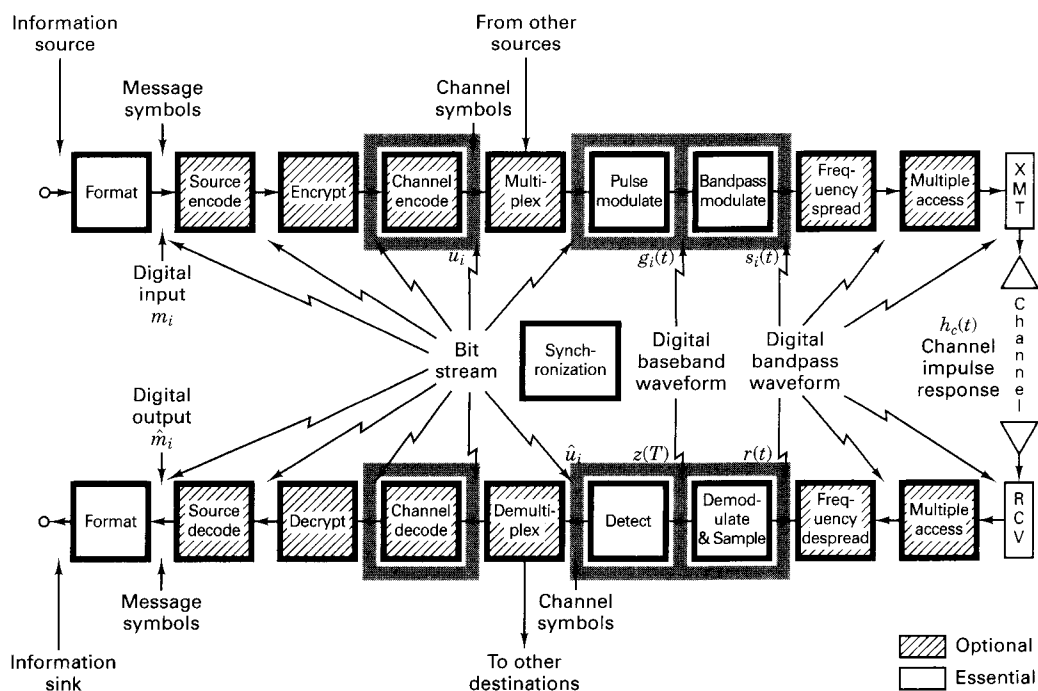 Information
source
From other
sources
Message
symbols
Channel
symbols
Format
Source
encode
Encrypt
Channel
encode
Multi-
plex
Pulse
modulate
Bandpass
modulate
Freq-
uency
spread
Multiple
access
X
M
T
Digital
input
m_i
u_i
g_i(t)
s_i(t)
Bit
stream
Synch-
ronization
Digital
baseband
waveform
Digital
bandpass
waveform
h_c(t)
Channel
impulse
response
C
h
a
n
n
e
l
Digital
output
m̂_i
û_i
z(T)
r(t)
Format
Source
decode
Decrypt
Channel
decode
Demulti-
plex
Detect
Demod-
ulate
& Sample
Freq-
uency
despread
Multiple
access
R
C
V
Message
symbols
Channel
symbols
Information
sink
To other
destinations
Optional
Essential